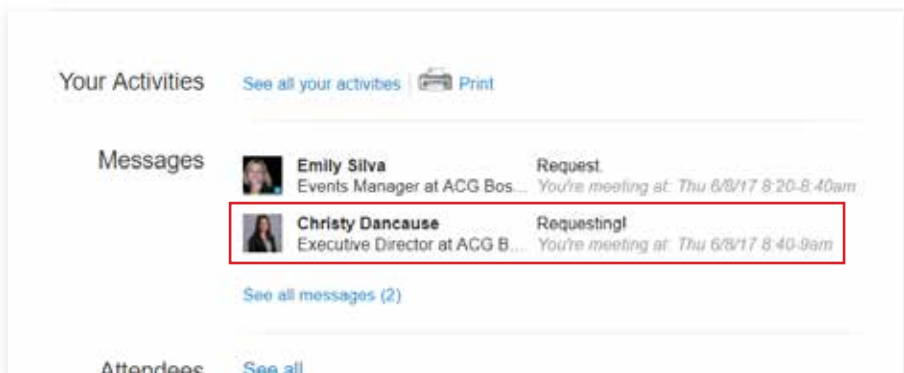 Your Activities See all your activities Print
Messages
Emily Silva Request.
Events Manager at ACG Bos... You're meeting at: Thu 6/8/17 8:20-8:40am
Christy Dancause Requesting!
Executive Director at ACG B... You're meeting at: Thu 6/8/17 8:40-9am
See all messages (2)
Attendees See all